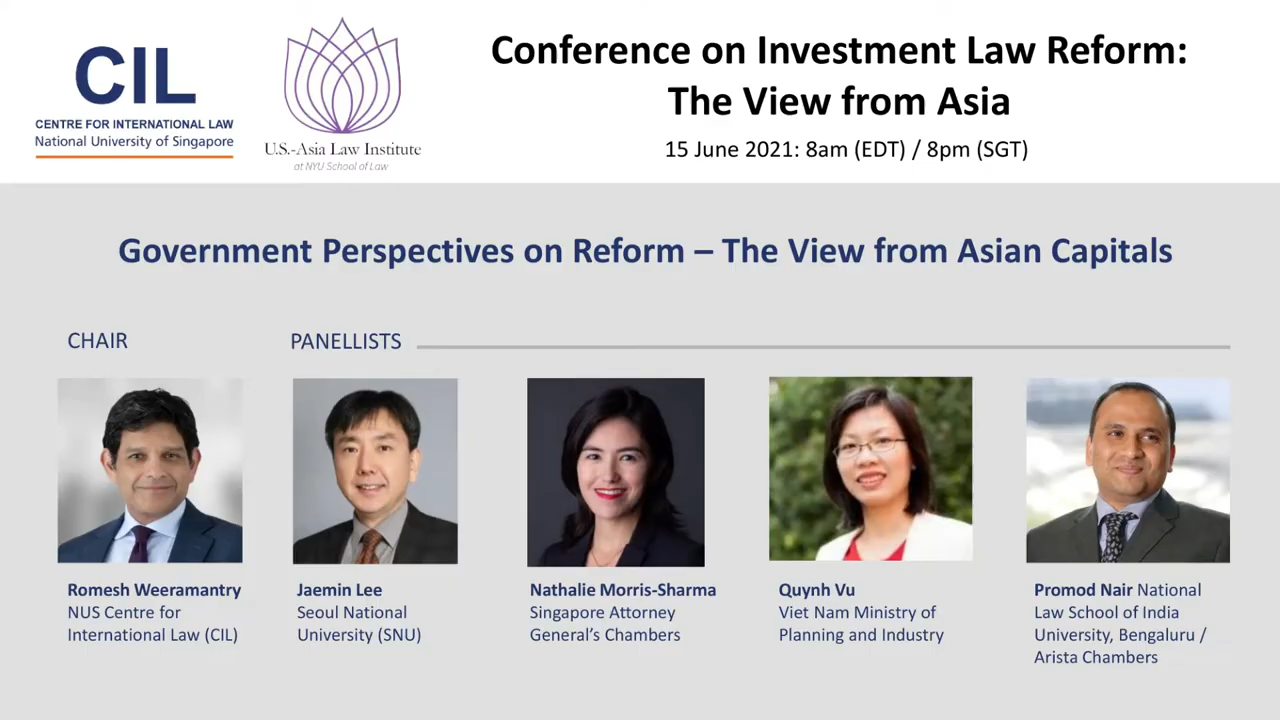 CIL
CENTRE FOR INTERNATIONAL LAW
National University of Singapore
U.S.-Asia Law Institute
at NYU School of Law
Conference on Investment Law Reform:
The View from Asia
15 June 2021: 8am (EDT) / 8pm (SGT)
Government Perspectives on Reform – The View from Asian Capitals
CHAIR
PANELLISTS
Romesh Weeramantry
NUS Centre for
International Law (CIL)
Jaemin Lee
Seoul National
University (SNU)
Nathalie Morris-Sharma
Singapore Attorney
General's Chambers
Quynh Vu
Viet Nam Ministry of
Planning and Industry
Promod Nair National
Law School of India
University, Bengaluru /
Arista Chambers